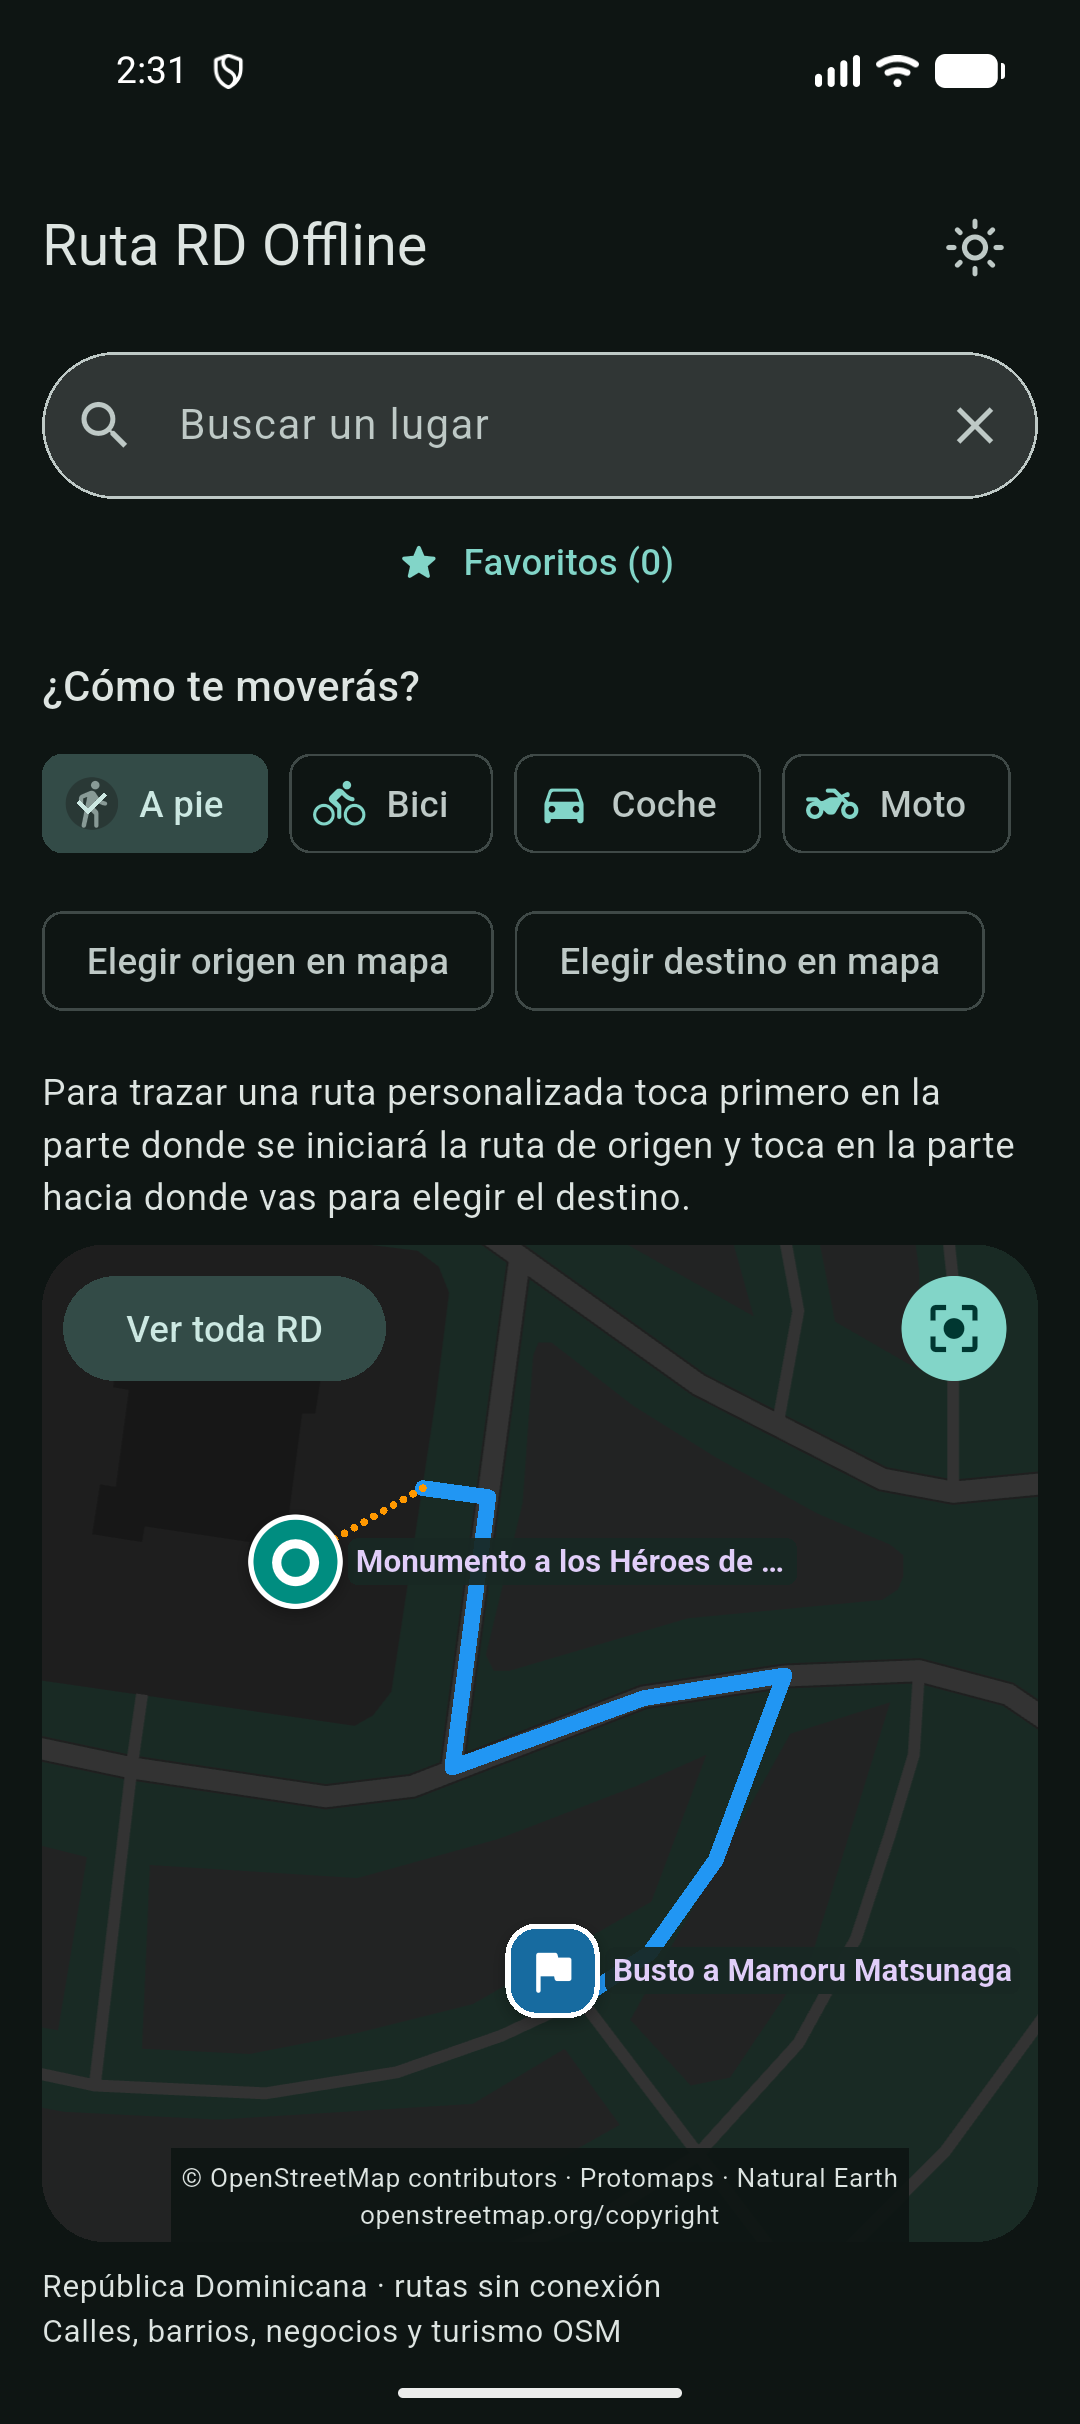 2:31
Ruta RD Offline
Buscar un lugar
Favoritos (0)
¿Cómo te moverás?
A pie
Bici
Coche
Moto
Elegir origen en mapa
Elegir destino en mapa
Para trazar una ruta personalizada toca primero en la
parte donde se iniciará la ruta de origen y toca en la parte
hacia donde vas para elegir el destino.
Ver toda RD
Monumento a los Héroes de ...
Busto a Mamoru Matsunaga
© OpenStreetMap contributors · Protomaps · Natural Earth
openstreetmap.org/copyright
República Dominicana · rutas sin conexión
Calles, barrios, negocios y turismo OSM